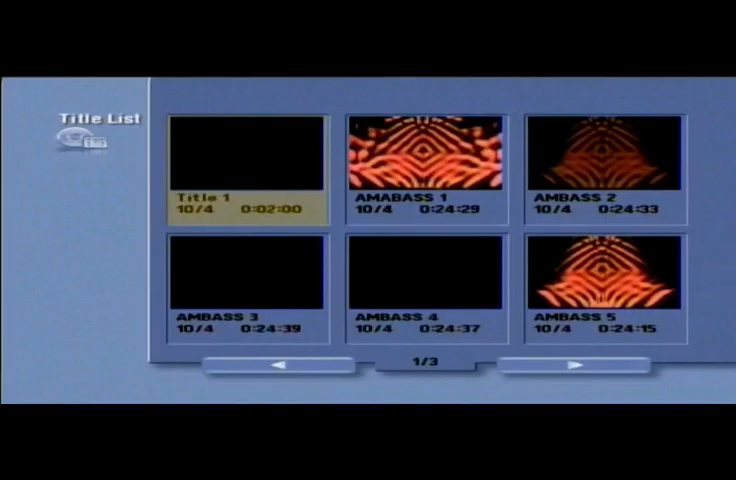 Title List
Title 1
10/4 0:02:00
AMABASS 1
10/4 0:24:29
AMBASS 2
10/4 0:24:33
AMBASS 3
10/4 0:24:39
AMBASS 4
10/4 0:24:37
AMBASS 5
10/4 0:24:15
1/3